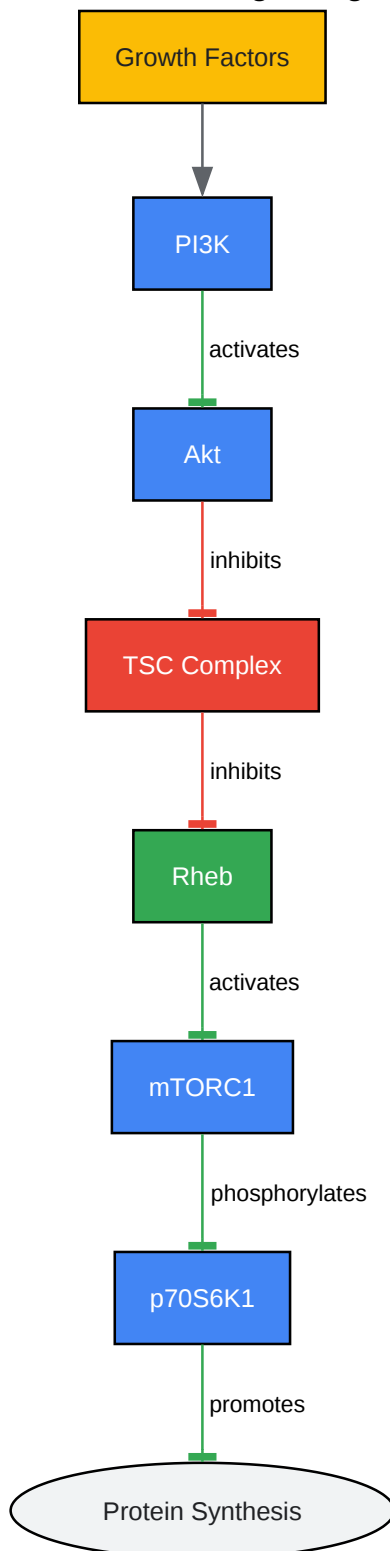 Growth Factors
PI3K
activates
Akt
inhibits
TSC Complex
inhibits
Rheb
activates
mTORC1
phosphorylates
p70S6K1
promotes
Protein Synthesis